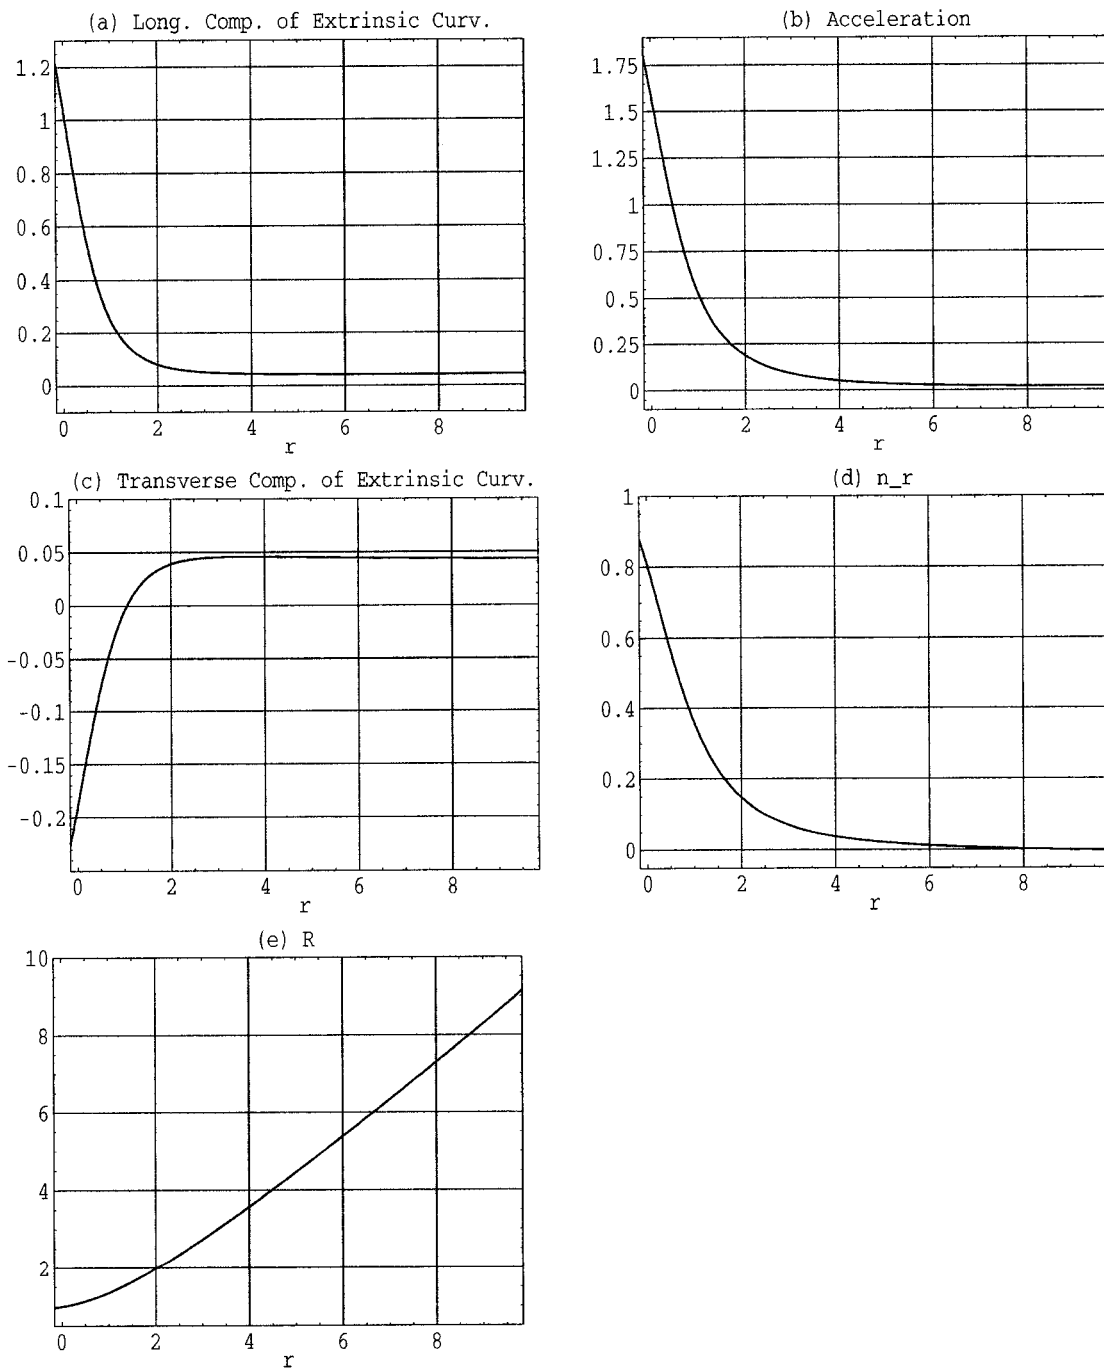 (a) Long. Comp. of Extrinsic Curv.
1.2
1
0.8
0.6
0.4
0.2
0
0 2 4 6 8
r
(b) Acceleration
1.75
1.5
1.25
1
0.75
0.5
0.25
0
0 2 4 6 8
r
(c) Transverse Comp. of Extrinsic Curv.
0.1
0.05
0
-0.05
-0.1
-0.15
-0.2
0 2 4 6 8
r
(d) n_r
1
0.8
0.6
0.4
0.2
0
0 2 4 6 8
r
(e) R
10
8
6
4
2
0 2 4 6 8
r